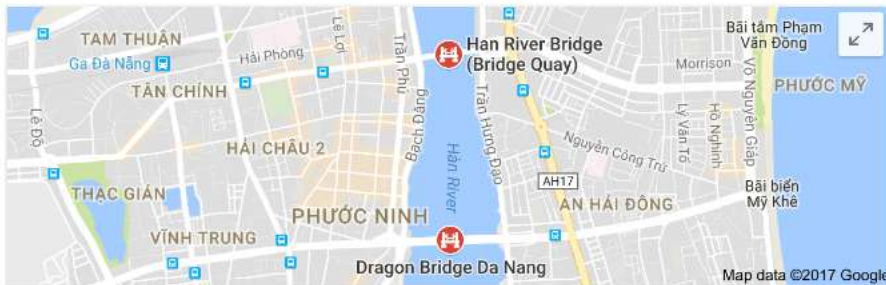 TAM THUẬN
Ga Đà Nẵng
TÂN CHÍNH
Hải Phòng
Lê Lợi
Trần Phú
Han River Bridge
(Bridge Quay)
Morrison
Bãi tắm Phạm
Văn Đồng
PHƯỚC MỸ
Lê Độ
HẢI CHÂU 2
Bạch Đằng
Hàn River
Trần Hưng Đạo
Nguyễn Công Trứ
Lý Văn Tố
Hồ Nghinh
Võ Nguyên Giáp
THẠC GIÁN
AH17
AN HẢI ĐÔNG
Bãi biển
Mỹ Khê
PHƯỚC NINH
VĨNH TRUNG
Dragon Bridge Da Nang
Map data ©2017 Google